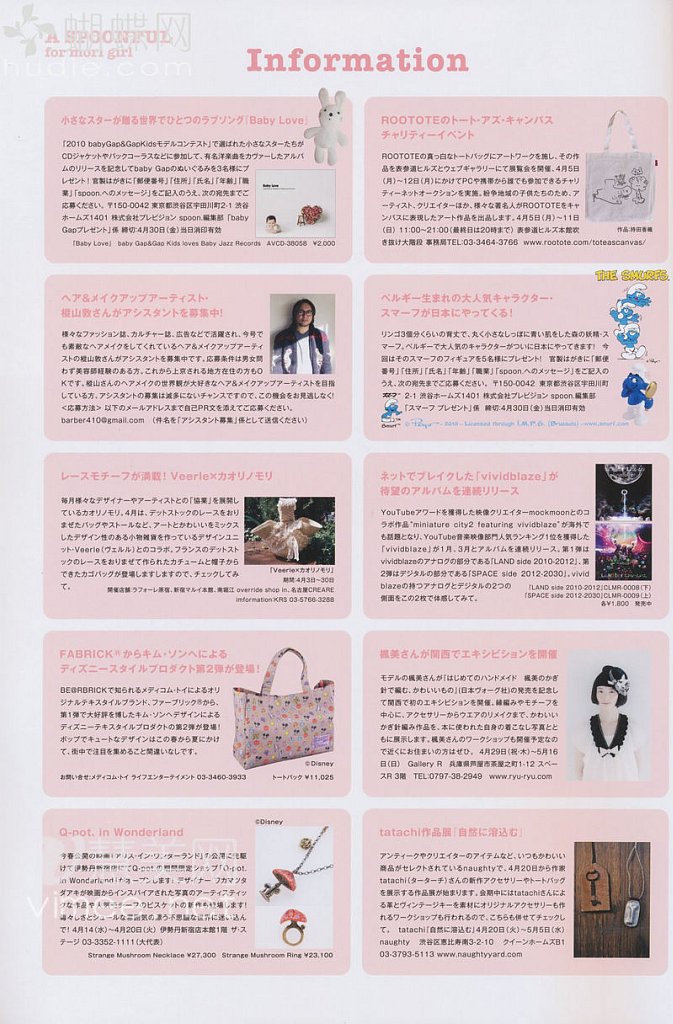 A SPOONFUL
for mori girl
蝴蝶网
hudie.com
Information
小さなスターが贈る世界でひとつのラブソング「Baby Love」
「2010 babyGap&GapKidsモデルコンテスト」で選ばれた小さなスターたちが
CDジャケットやバックコーラスなどに参加して、有名洋楽曲をカヴァーしたアルバ
ムのリリースを記念してbaby Gapのぬいぐるみを3名様にプ
レゼント! 官製はがきに「郵便番号」「住所」「氏名」「年齢」「職
業」「spoon.へのメッセージ」をご記入のうえ、次の宛先までご
応募ください。〒150-0042 東京都渋谷区宇田川町2-1 渋谷
ホームズ1401 株式会社プレビジョン spoon.編集部 「baby
Gapプレゼント」係 締切:4月30日(金)当日消印有効
Baby Love
「Baby Love」 baby Gap&Gap Kids loves Baby Jazz Records AVCD-38058 ¥2,000
ROOTOTEのトート・アズ・キャンバス
チャリティーイベント
ROOTOTEの真っ白なトートバッグにアートワークを施し、その作
品を表参道ヒルズとウェブギャラリーにて展覧会を開催、4月5日
(月)〜12日(月)にかけてPCや携帯から誰でも参加できるチャリ
ティーネットオークションを実施。紛争地域の子供たちのため、ア
ーティスト、クリエイターほか、様々な著名人がROOTOTEをキャ
ンバスに表現したアート作品を出品します。4月5日(月)〜11日
(日) 11:00〜21:00(最終日は20時まで) 表参道ヒルズ本館吹
き抜け大階段 事務局TEL:03-3464-3766 www.rootote.com/toteascanvas/
作品:持田香織
ヘア&メイクアップアーティスト・
椴山敦さんがアシスタントを募集中!
様々なファッション誌、カルチャー誌、広告などで活躍され、今号で
も素敵なヘアメイクをしてくれているヘア&メイクアップアーティス
トの椴山敦さんがアシスタントを募集中です。応募条件は男女問
わず美容師経験のある方。これから上京される地方在住の方もO
Kです。椴山さんのヘアメイクの世界観が大好きなヘア&メイクアップアーティストを目指
している方、アシスタントの募集は滅多にないチャンスですので、この機会をお見逃しなく!
<応募方法> 以下のメールアドレスまで自己PR文を添えてご応募ください。
barber410@gmail.com (件名を「アシスタント募集」係として送信ください)
THE SMURFS.
ベルギー生まれの大人気キャラクター・
スマーフが日本にやってくる!
リンゴ3個分くらいの背丈で、丸く小さなしっぽに青い肌をした森の妖精・ス
マーフ。ベルギーで大人気のキャラクターがついに日本にやってきます! 今
回はそのスマーフのフィギュアを5名様にプレゼント! 官製はがきに「郵便
番号」「住所」「氏名」「年齢」「職業」「spoon.へのメッセージ」をご記入の
うえ、次の宛先までご応募ください。 〒150-0042 東京都渋谷区宇田川町
2-1 渋谷ホームズ1401 株式会社プレビジョン spoon.編集部
「スマーフ プレゼント」係 締切:4月30日(金)当日消印有効
Smurf
© Peyo - 2010 - Licensed through I.M.P.S. (Brussels) - www.smurf.com
レースモチーフが満載! Veerle×カオリノモリ
毎月様々なデザイナーやアーティストとの「協業」を展開し
ているカオリノモリ。4月は、デットストックのレースをおり
まぜたバッグやストールなど、アートとかわいいをミックス
したデザイン性のある小物雑貨を作っているデザインユ
ニット・Veerle(ヴェルル)とのコラボ。フランスのデットスト
ックのレースをおりまぜて作られたカチュームと帽子から
できたカゴバッグが登場しますしますので、チェックしてみ
て。
「Veerle×カオリノモリ」
期間:4月3日〜30日
開催店舗:ラフォーレ原宿、新宿マルイ本館、南堀江 override shop in、名古屋CREARE
imformation:KRS 03-5766-3288
ネットでブレイクした「vividblaze」が
待望のアルバムを連続リリース
YouTubeアワードを獲得した映像クリエイターmockmoonとのコ
ラボ作品"miniature city2 featuring vividblaze"が海外で
も話題となり、YouTube音楽映像部門人気ランキング1位を獲得
した「vividblaze」が1月、3月とアルバムを連続リリース。第1弾は
vividblazeのアナログの部分である「LAND side 2010-2012」、第
2弾はデジタルの部分である「SPACE side 2012-2030」。vivid
blazeの持つアナログとデジタルの2つの
側面をこの2枚で体感してみて。
「LAND side 2010-2012」CLMR-0008(下)
「SPACE side 2012-2030」CLMR-0009(上)
各¥1,800 発売中
FABRICK®からキム・ソンヘによる
ディズニースタイルプロダクト第2弾が登場!
BE@RBRICKで知られるメディコム・トイによるオリ
ジナルテキスタイルブランド、ファーブリック®から、
第1弾で大好評を博したキム・ソンヘデザインによる
ディズニーテキスタイルプロダクトの第2弾が登場!
ポップでキュートなデザインはこの春から夏にかけ
て、街中で注目を集めること間違いなしです。
©Disney
お問い合せ:メディコム・トイ ライフエンターテイメント 03-3460-3933 トートバック ¥11,025
楓美さんが関西でエキシビションを開催
モデルの楓美さんが『はじめてのハンドメイド 楓美のかぎ
針で編む、かわいいもの』(日本ヴォーグ社)の発売を記念し
て関西で初のエキシビションを開催。縁編みやモチーフを
中心に、アクセサリーからウエアのリメイクまで、かわいい
かぎ針編み作品を、本に使われた自身の着こなし写真とと
もに展示します。楓美さんのワークショップも開催予定なの
で近くにお住いの方はぜひ。 4月29日(祝・木)〜5月16
日(日) Gallery R 兵庫県芦屋市茶屋之町1-12 スペー
スR 3階 TEL:0797-38-2949 www.ryu-ryu.com
Q-pot. in Wonderland
©Disney
今春公開の映画『アリス・イン・ワンダーランド』の公開に先駆
けて伊勢丹新宿店にてQ-pot.の期間限定ショップ「Q-pot.
in Wonderland」がオープンします。デザイナー ワカマツタ
ダアキが映画からインスパイアされた写真のアーティスティッ
ク
4月14日(水)〜4月20日(火) 伊勢丹新宿店本館1階 ザ・ス
テージ 03-3352-1111(大代表)
Strange Mushroom Necklace ¥27,300 Strange Mushroom Ring ¥23,100
tatachi作品展「自然に溶込む」
アンティークやクリエイターのアイテムなど、いつもかわいい
商品がセレクトされているnaughtyで、4月20日から作家
tatachi(ターターチ)さんの新作アクセサリーやトートバッグ
を展示する作品展が始まります。会期中にはtatachiさんによ
る革とヴィンテージキーを素材にオリジナルアクセサリーも作
れるワークショップも行われるので、こちらも併せてチェックし
て。 tatachi「自然に溶込む」4月20日(火)〜5月5日(水)
naughty 渋谷区恵比寿南3-2-10 クイーンホームズB1
03-3793-5113 www.naughtyyard.com